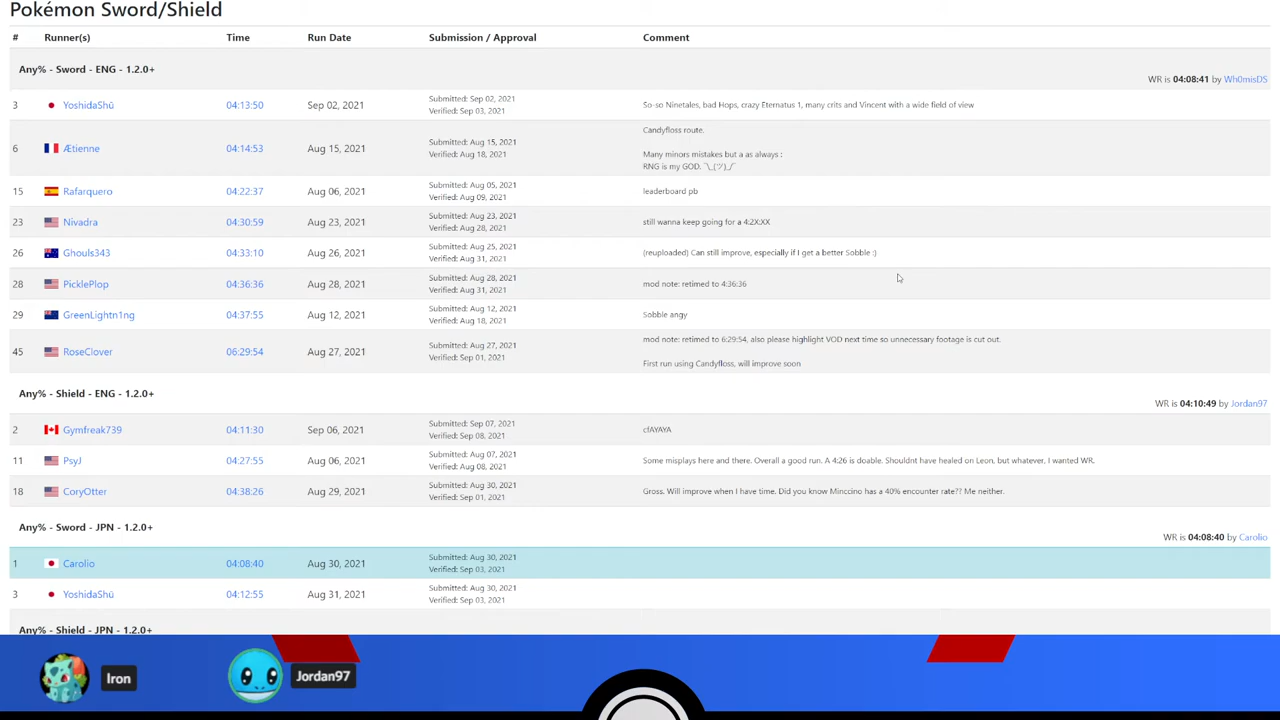 Pokémon Sword/Shield
# Runner(s) Time Run Date Submission / Approval Comment
Any% - Sword - ENG - 1.2.0+
WR is 04:08:41 by Wh0misDS
3 YoshidaShú 04:13:50 Sep 02, 2021 Submitted: Sep 02, 2021 So-so Ninetales, bad Hops, crazy Eternatus 1, many crits and Vincent with a wide field of view
Verified: Sep 03, 2021
Candyfloss route.
6 Ætienne 04:14:53 Aug 15, 2021 Submitted: Aug 15, 2021
Verified: Aug 18, 2021 Many minors mistakes but a as always :
RNG is my GOD. ¯\_(ツ)_/¯
15 Rafarquero 04:22:37 Aug 06, 2021 Submitted: Aug 05, 2021 leaderboard pb
Verified: Aug 09, 2021
23 Nivadra 04:30:59 Aug 23, 2021 Submitted: Aug 23, 2021 still wanna keep going for a 4:2X:XX
Verified: Aug 28, 2021
26 Ghouls343 04:33:10 Aug 26, 2021 Submitted: Aug 25, 2021 (reuploaded) Can still improve, especially if I get a better Sobble :)
Verified: Aug 31, 2021
28 PicklePlop 04:36:36 Aug 28, 2021 Submitted: Aug 28, 2021 mod note: retimed to 4:36:36
Verified: Aug 31, 2021
29 GreenLightn1ng 04:37:55 Aug 12, 2021 Submitted: Aug 12, 2021 Sobble angy
Verified: Aug 18, 2021
mod note: retimed to 6:29:54, also please highlight VOD next time so unnecessary footage is cut out.
45 RoseClover 06:29:54 Aug 27, 2021 Submitted: Aug 27, 2021
Verified: Sep 01, 2021 First run using Candyfloss, will improve soon
Any% - Shield - ENG - 1.2.0+
WR is 04:10:49 by Jordan97
2 Gymfreak739 04:11:30 Sep 06, 2021 Submitted: Sep 07, 2021 cfAYAYA
Verified: Sep 08, 2021
11 PsyJ 04:27:55 Aug 06, 2021 Submitted: Aug 07, 2021 Some misplays here and there. Overall a good run. A 4:26 is doable. Shouldnt have healed on Leon, but whatever, I wanted WR.
Verified: Aug 08, 2021
18 CoryOtter 04:38:26 Aug 29, 2021 Submitted: Aug 30, 2021 Gross. Will improve when I have time. Did you know Minccino has a 40% encounter rate?? Me neither.
Verified: Sep 01, 2021
Any% - Sword - JPN - 1.2.0+
WR is 04:08:40 by Carolio
1 Carolio 04:08:40 Aug 30, 2021 Submitted: Aug 30, 2021
Verified: Sep 03, 2021
3 YoshidaShú 04:12:55 Aug 31, 2021 Submitted: Aug 30, 2021
Verified: Sep 03, 2021
Any% - Shield - JPN - 1.2.0+
Iron Jordan97